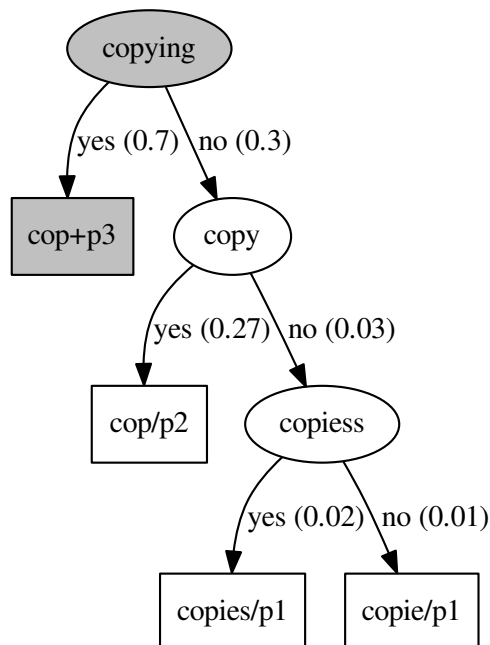 copying
yes (0.7) no (0.3)
cop+p3 copy
yes (0.27) no (0.03)
cop/p2 copiess
yes (0.02) no (0.01)
copies/p1 copie/p1